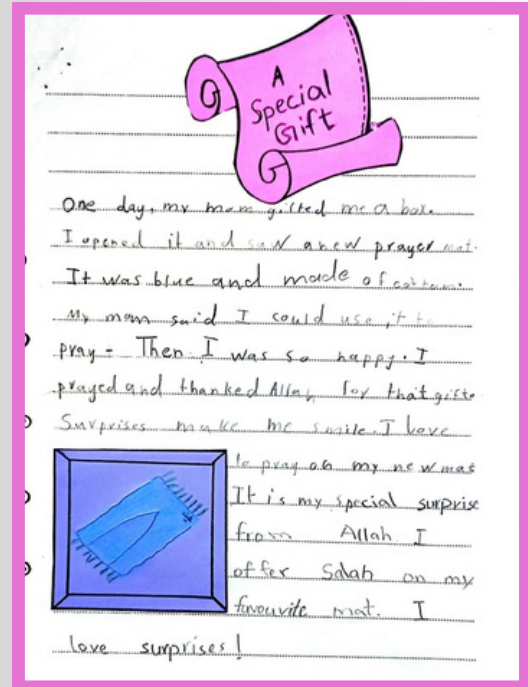 A
Special
Gift
One day, my mom gifted me a box.
I opened it and saw a new prayer mat.
It was blue and made of cottom.
My mom said I could use it to
pray - Then I was so happy. I
prayed and thanked Allah for that gift.
Surprises make me smile. I love
to pray on my new mat
It is my special surprise
from Allah I
offer Salah on my
favourite mat. I
love surprises!